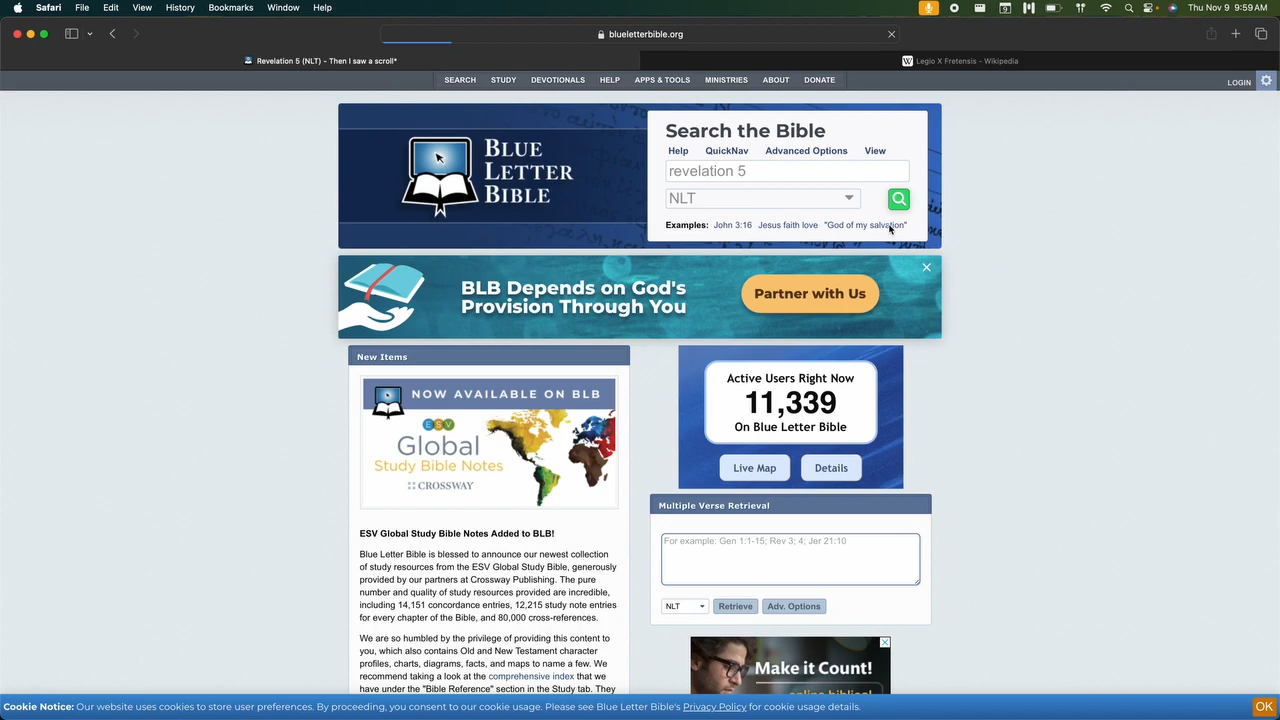 Safari File Edit View History Bookmarks Window Help
Thu Nov 9 9:59 AM
blueletterbible.org
Revelation 5 (NLT) - Then I saw a scroll*
Legio X Fretensis - Wikipedia
SEARCH STUDY DEVOTIONALS HELP APPS & TOOLS MINISTRIES ABOUT DONATE
LOGIN
BLUE
LETTER
BIBLE
Search the Bible
Help QuickNav Advanced Options View
revelation 5
NLT
Examples: John 3:16 Jesus faith love "God of my salvation"
BLB Depends on God's
Provision Through You
Partner with Us
New Items
NOW AVAILABLE ON BLB
ESV
Global
Study Bible Notes
CROSSWAY
ESV Global Study Bible Notes Added to BLB!
Blue Letter Bible is blessed to announce our newest collection
of study resources from the ESV Global Study Bible, generously
provided by our partners at Crossway Publishing. The pure
number and quality of study resources provided are incredible,
including 14,151 concordance entries, 12,215 study note entries
for every chapter of the Bible, and 80,000 cross-references.
We are so humbled by the privilege of providing this content to
you, which also contains Old and New Testament character
profiles, charts, diagrams, facts, and maps to name a few. We
recommend taking a look at the comprehensive index that we
have under the "Bible Reference" section in the Study tab. They
Active Users Right Now
11,339
On Blue Letter Bible
Live Map Details
Multiple Verse Retrieval
For example: Gen 1:1-15; Rev 3; 4; Jer 21:10
NLT Retrieve Adv. Options
Make it Count!
online biblical
Cookie Notice: Our website uses cookies to store user preferences. By proceeding, you consent to our cookie usage. Please see Blue Letter Bible's Privacy Policy for cookie usage details.
OK